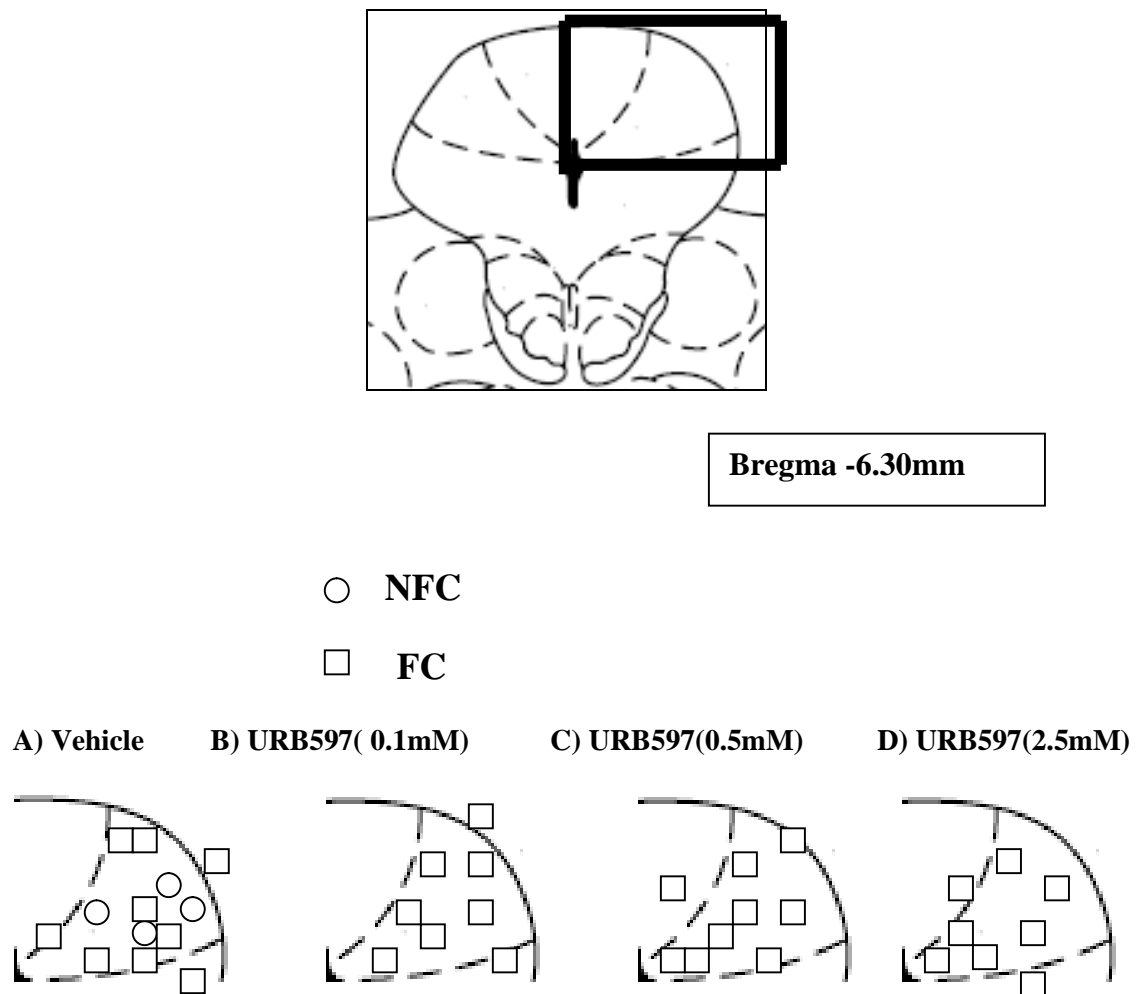 Bregma -6.30mm
NFC
FC
A) Vehicle B) URB597( 0.1mM) C) URB597(0.5mM) D) URB597(2.5mM)